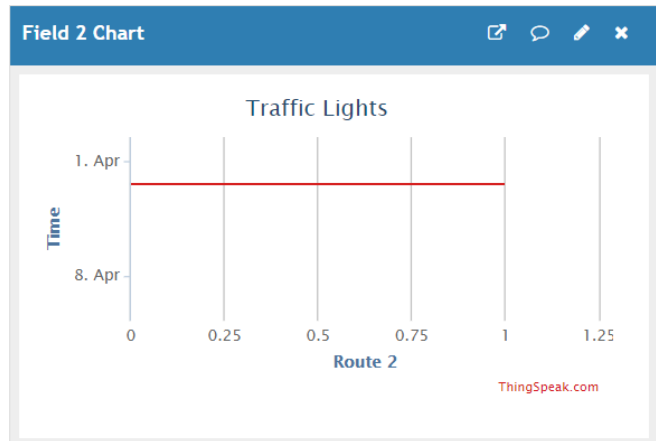 Field 2 Chart
Traffic Lights
1. Apr
Time
8. Apr
0 0.25 0.5 0.75 1 1.25
Route 2
ThingSpeak.com